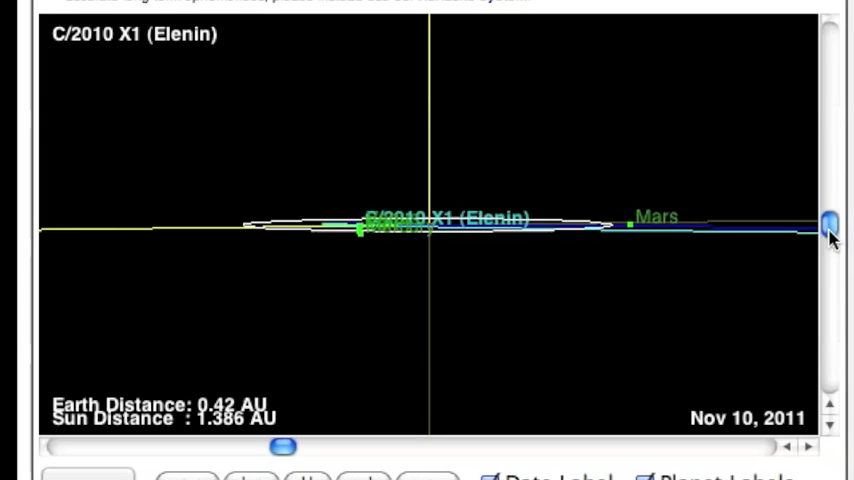 C/2010 X1 (Elenin)
C/2010 X1 (Elenin)
Mars
Earth Distance: 0.42 AU
Sun Distance : 1.386 AU
Nov 10, 2011
Date Label
Planet Labels